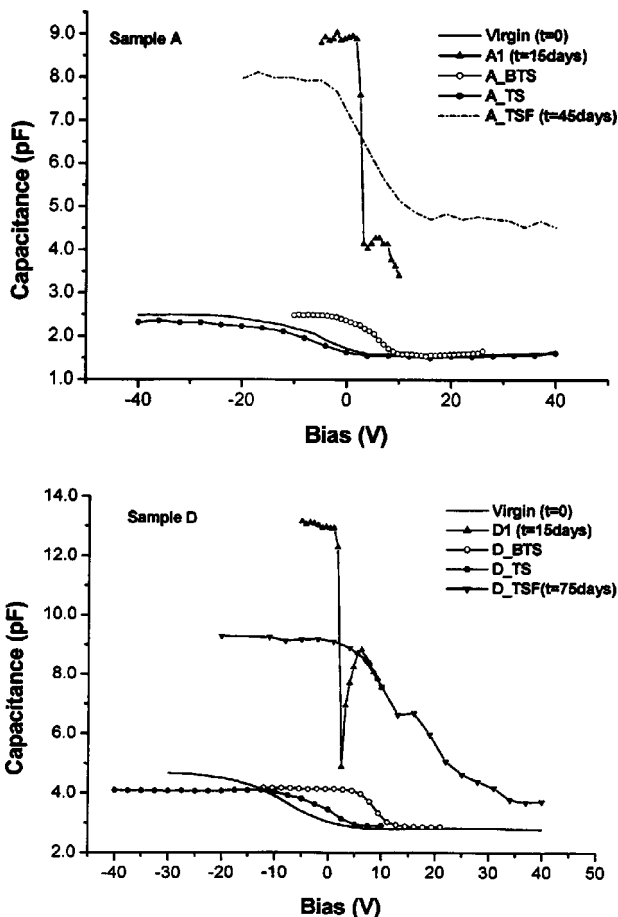 Sample A
Virgin (t=0)
A1 (t=15days)
A_BTS
A_TS
A_TSF (t=45days)
9.0
8.0
7.0
6.0
5.0
4.0
3.0
2.0
1.0
Capacitance (pF)
-40
-20
0
20
40
Bias (V)
Sample D
Virgin (t=0)
D1 (t=15days)
D_BTS
D_TS
D_TSF(t=75days)
14.0
12.0
10.0
8.0
6.0
4.0
2.0
Capacitance (pF)
-40
-30
-20
-10
0
10
20
30
40
50
Bias (V)